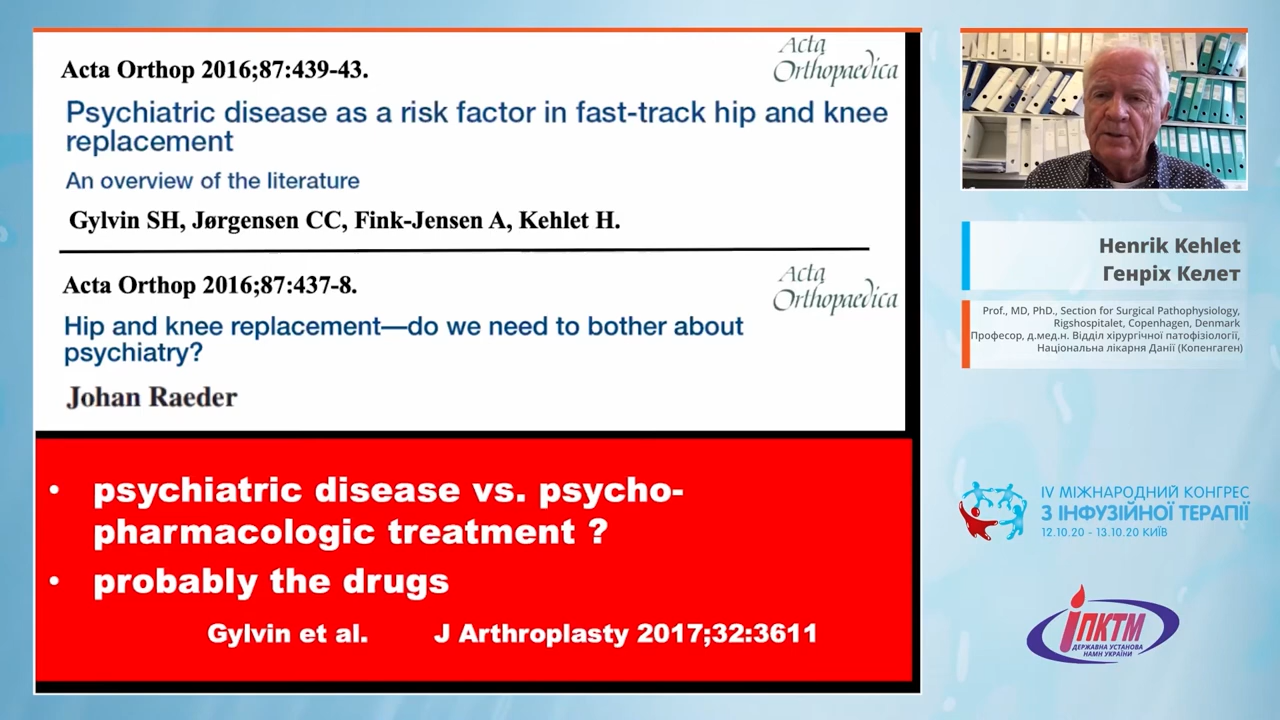 Acta Orthop 2016;87:439-43.
Acta
Orthopaedica
Psychiatric disease as a risk factor in fast-track hip and knee
replacement
An overview of the literature
Gylvin SH, Jørgensen CC, Fink-Jensen A, Kehlet H.
Acta Orthop 2016;87:437-8.
Acta
Orthopaedica
Hip and knee replacement—do we need to bother about
psychiatry?
Johan Raeder
• psychiatric disease vs. psycho-
pharmacologic treatment ?
• probably the drugs
Gylvin et al. J Arthroplasty 2017;32:3611
Henrik Kehlet
Генріх Келет
Prof., MD, PhD., Section for Surgical Pathophysiology,
Rigshospitalet, Copenhagen, Denmark
Професор, д.мед.н. Відділ хірургічної патофізіології,
Національна лікарня Данії (Копенгаген)
IV МІЖНАРОДНИЙ КОНГРЕС
З ІНФУЗІЙНОЇ ТЕРАПІЇ
12.10.20 - 13.10.20 КИЇВ
ІПКТМ
ДЕРЖАВНА УСТАНОВА
НАМН УКРАЇНИ